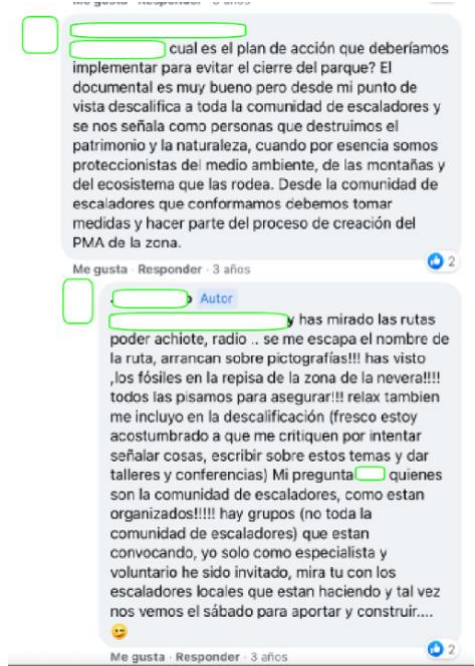 cual es el plan de acción que deberíamos
implementar para evitar el cierre del parque? El
documental es muy bueno pero desde mi punto de
vista descalifica a toda la comunidad de escaladores y
se nos señala como personas que destruimos el
patrimonio y la naturaleza, cuando por esencia somos
proteccionistas del medio ambiente, de las montañas y
del ecosistema que las rodea. Desde la comunidad de
escaladores que conformamos debemos tomar
medidas y hacer parte del proceso de creación del
PMA de la zona.
2
Me gusta · Responder · 3 años
Autor
y has mirado las rutas
poder achiote, radio .. se me escapa el nombre de
la ruta, arrancan sobre pictografías!!! has visto
,los fósiles en la repisa de la zona de la nevera!!!!
todos las pisamos para asegurar!!! relax tambien
me incluyo en la descalificación (fresco estoy
acostumbrado a que me critiquen por intentar
señalar cosas, escribir sobre estos temas y dar
talleres y conferencias) Mi pregunta quienes
son la comunidad de escaladores, como estan
organizados!!!!! hay grupos (no toda la
comunidad de escaladores) que estan
convocando, yo solo como especialista y
voluntario he sido invitado, mira tu con los
escaladores locales que estan haciendo y tal vez
nos vemos el sábado para aportar y construir....
2
Me gusta · Responder · 3 años